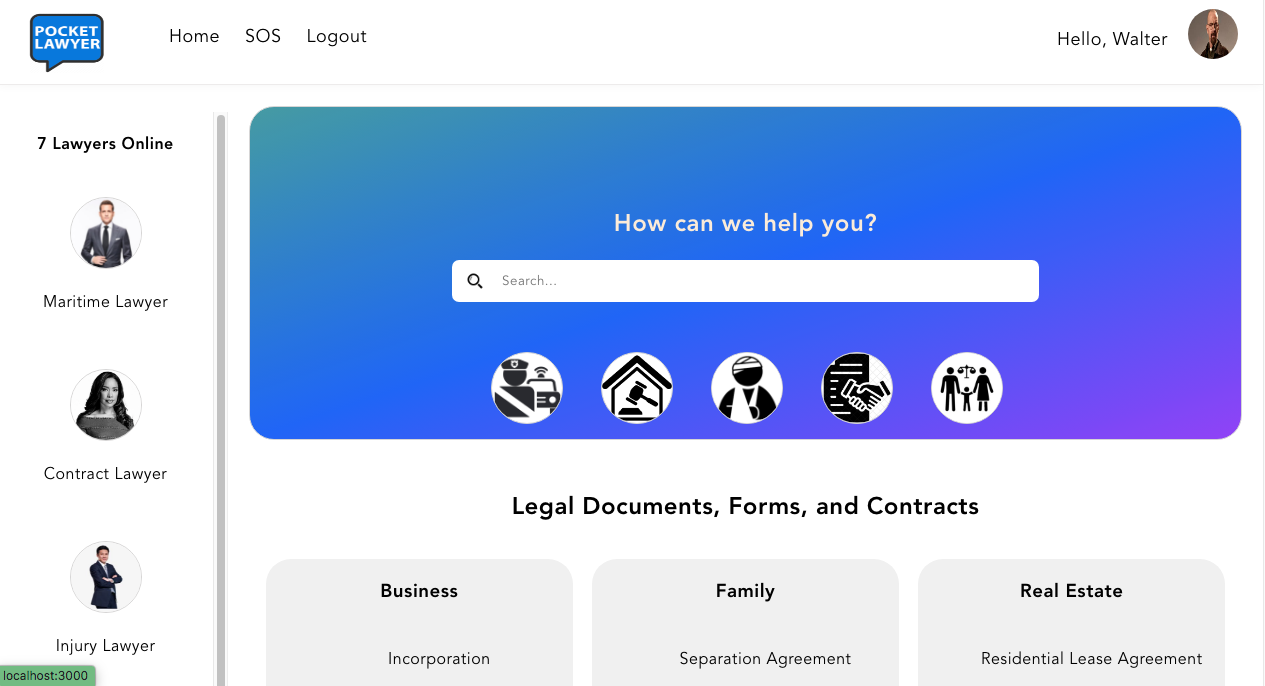 POCKET
LAWYER
Home SOS Logout
Hello, Walter
7 Lawyers Online
Maritime Lawyer
Contract Lawyer
Injury Lawyer
How can we help you?
Search...
Legal Documents, Forms, and Contracts
Business
Incorporation
Family
Separation Agreement
Real Estate
Residential Lease Agreement
localhost:3000